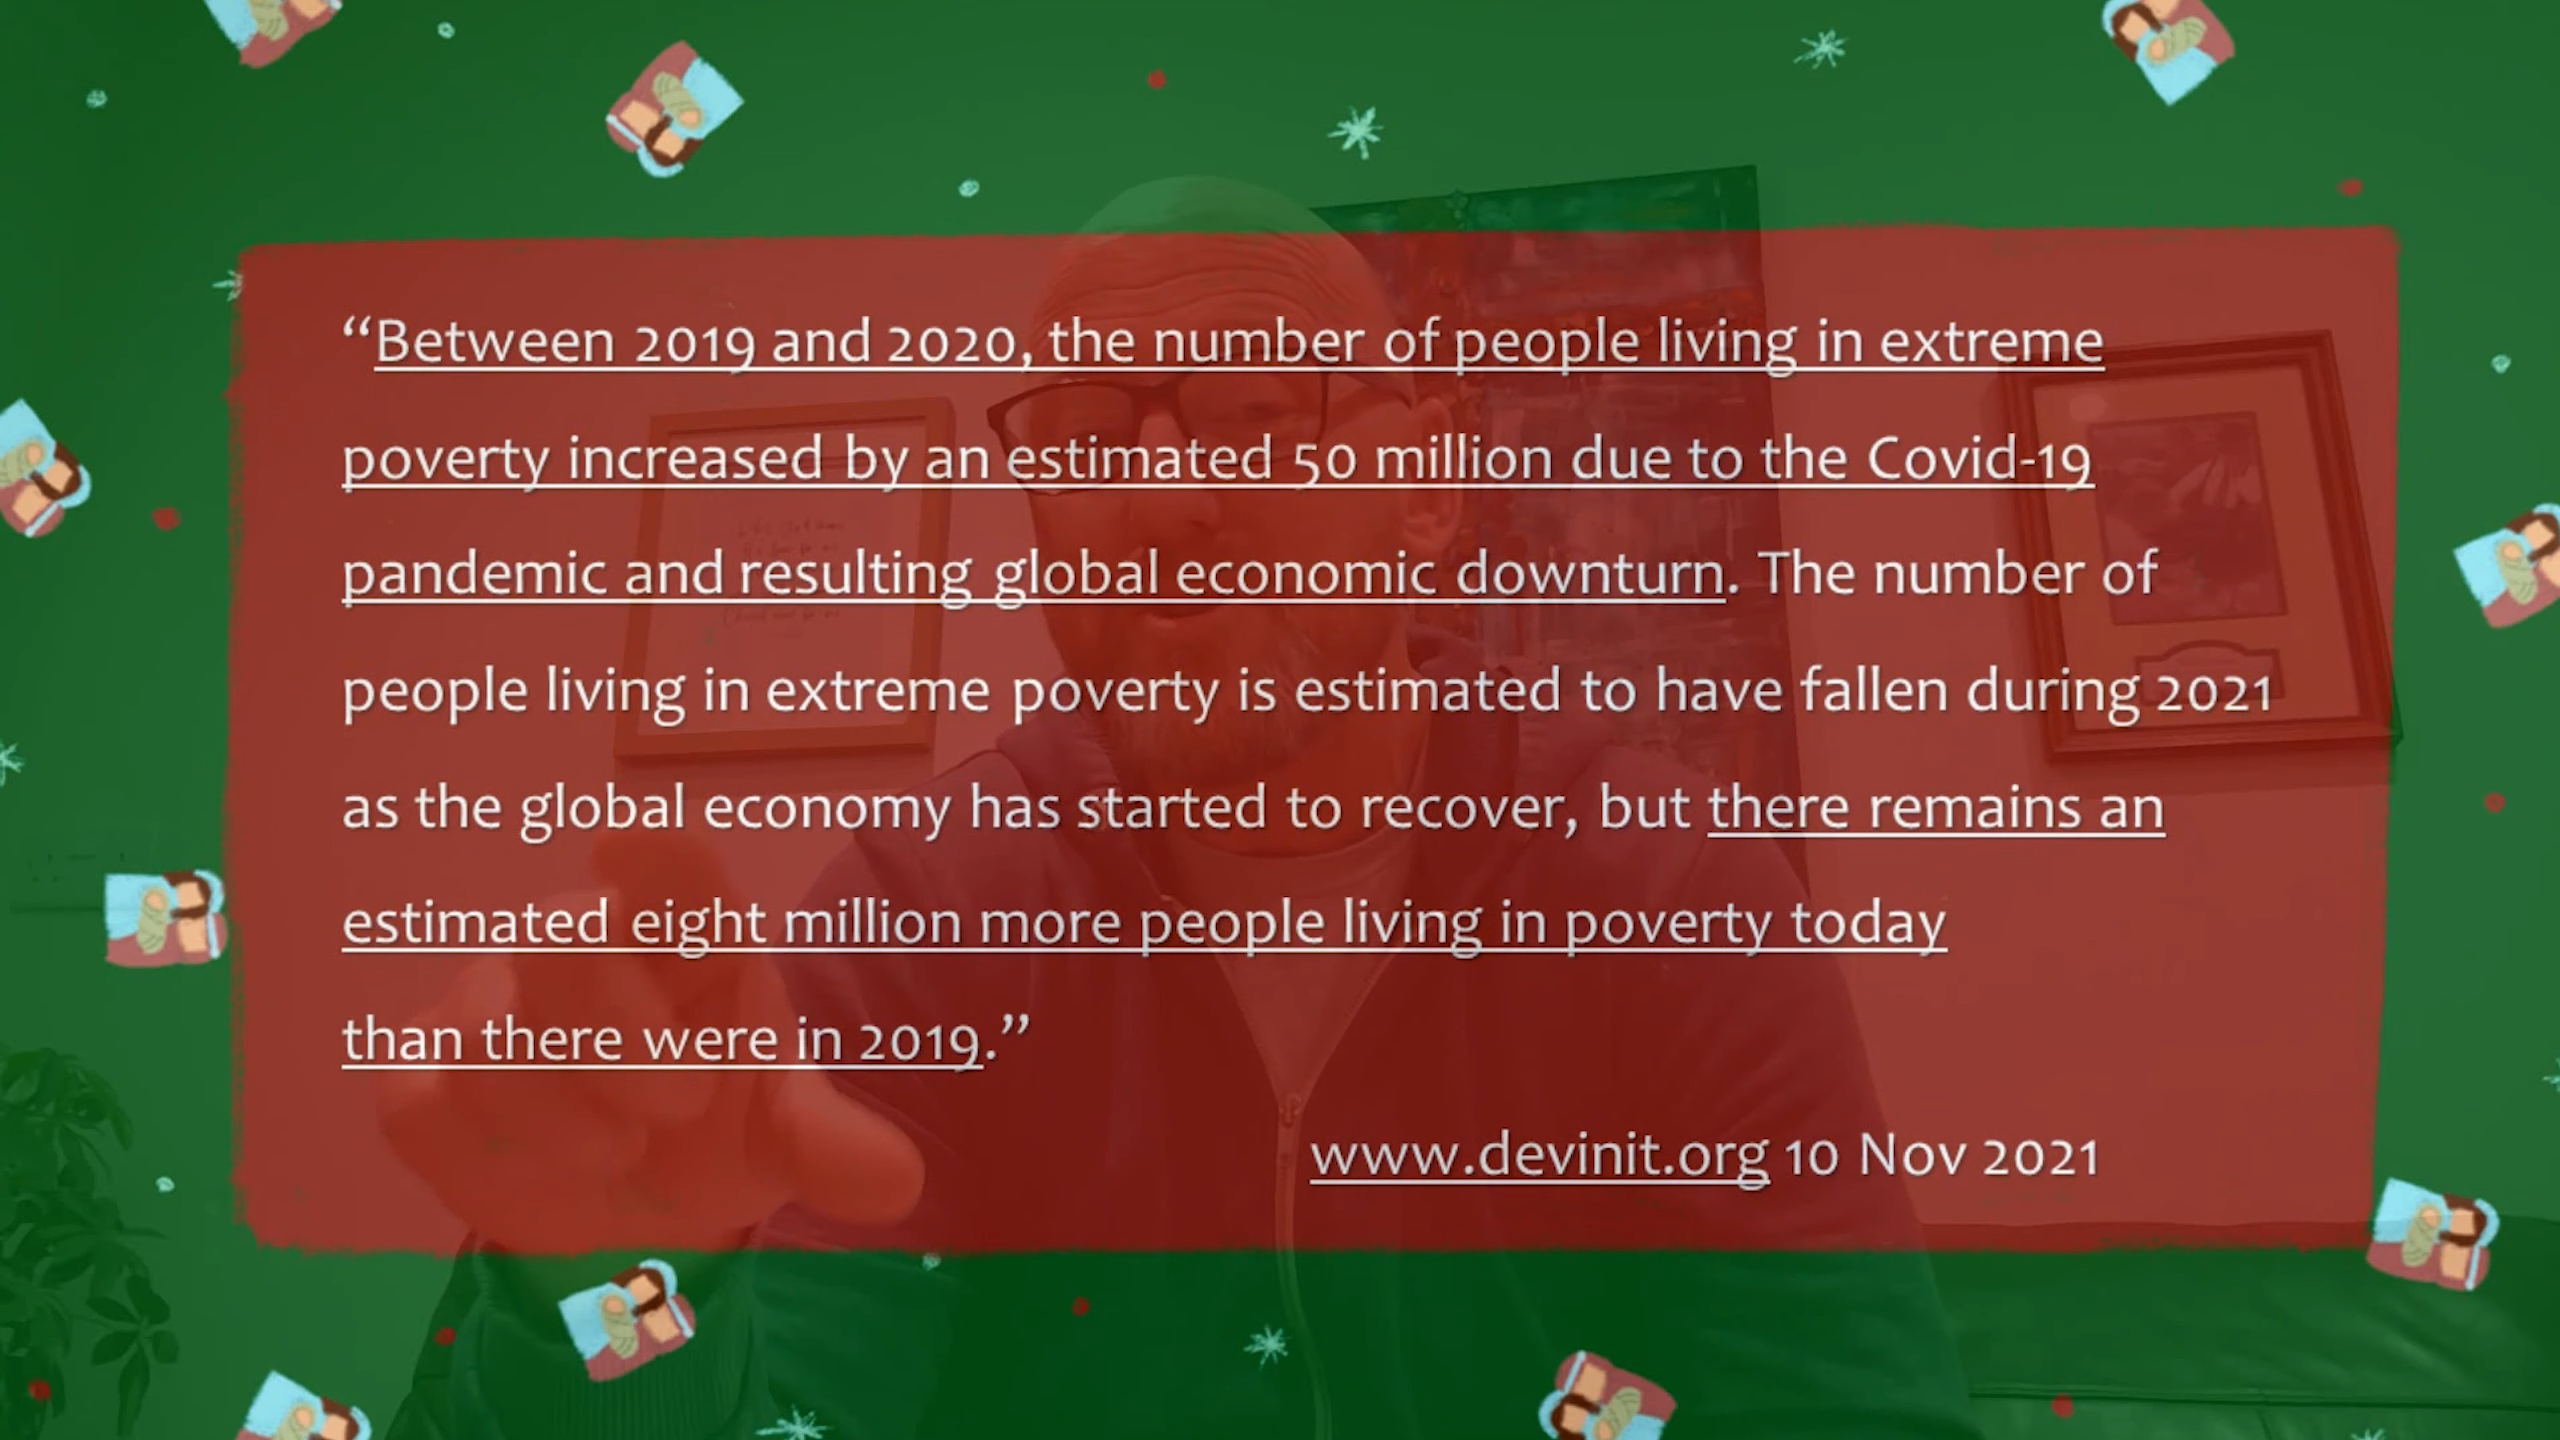 “Between 2019 and 2020, the number of people living in extreme
poverty increased by an estimated 50 million due to the Covid-19
pandemic and resulting global economic downturn. The number of
people living in extreme poverty is estimated to have fallen during 2021
as the global economy has started to recover, but there remains an
estimated eight million more people living in poverty today
than there were in 2019.”
www.devinit.org 10 Nov 2021